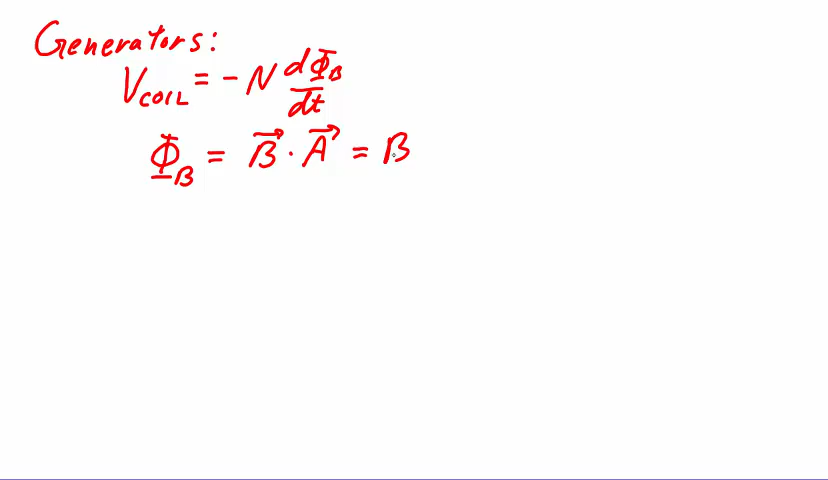 Generators:
V_COIL = - N dΦ_B/dt
Φ_B = B⃗ · A⃗ = B